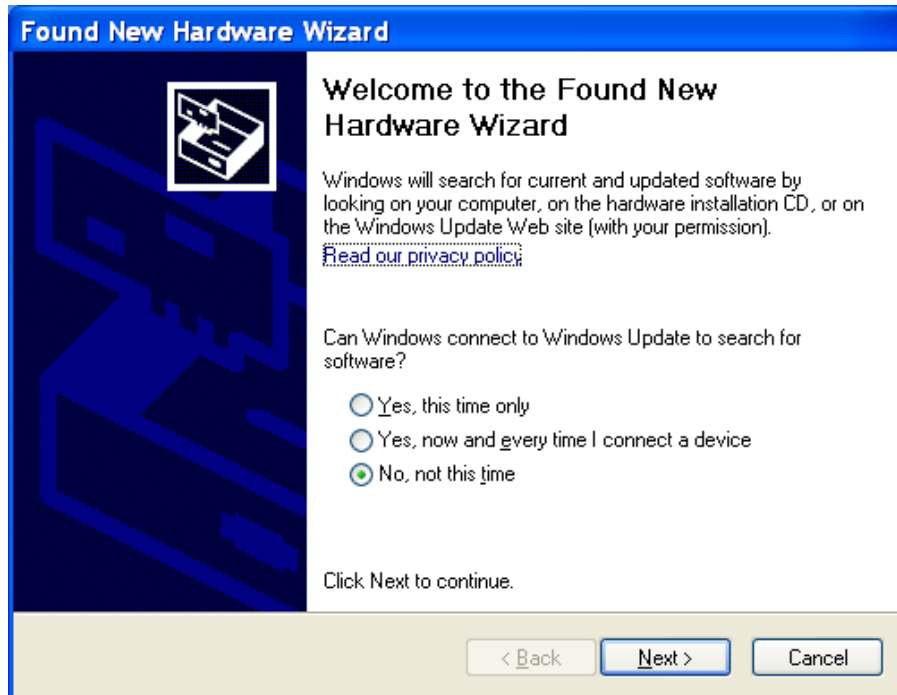 Found New Hardware Wizard
Welcome to the Found New
Hardware Wizard
Windows will search for current and updated software by
looking on your computer, on the hardware installation CD, or on
the Windows Update Web site (with your permission).
Read our privacy policy
Can Windows connect to Windows Update to search for
software?
Yes, this time only
Yes, now and every time I connect a device
No, not this time
Click Next to continue.
< Back
Next >
Cancel